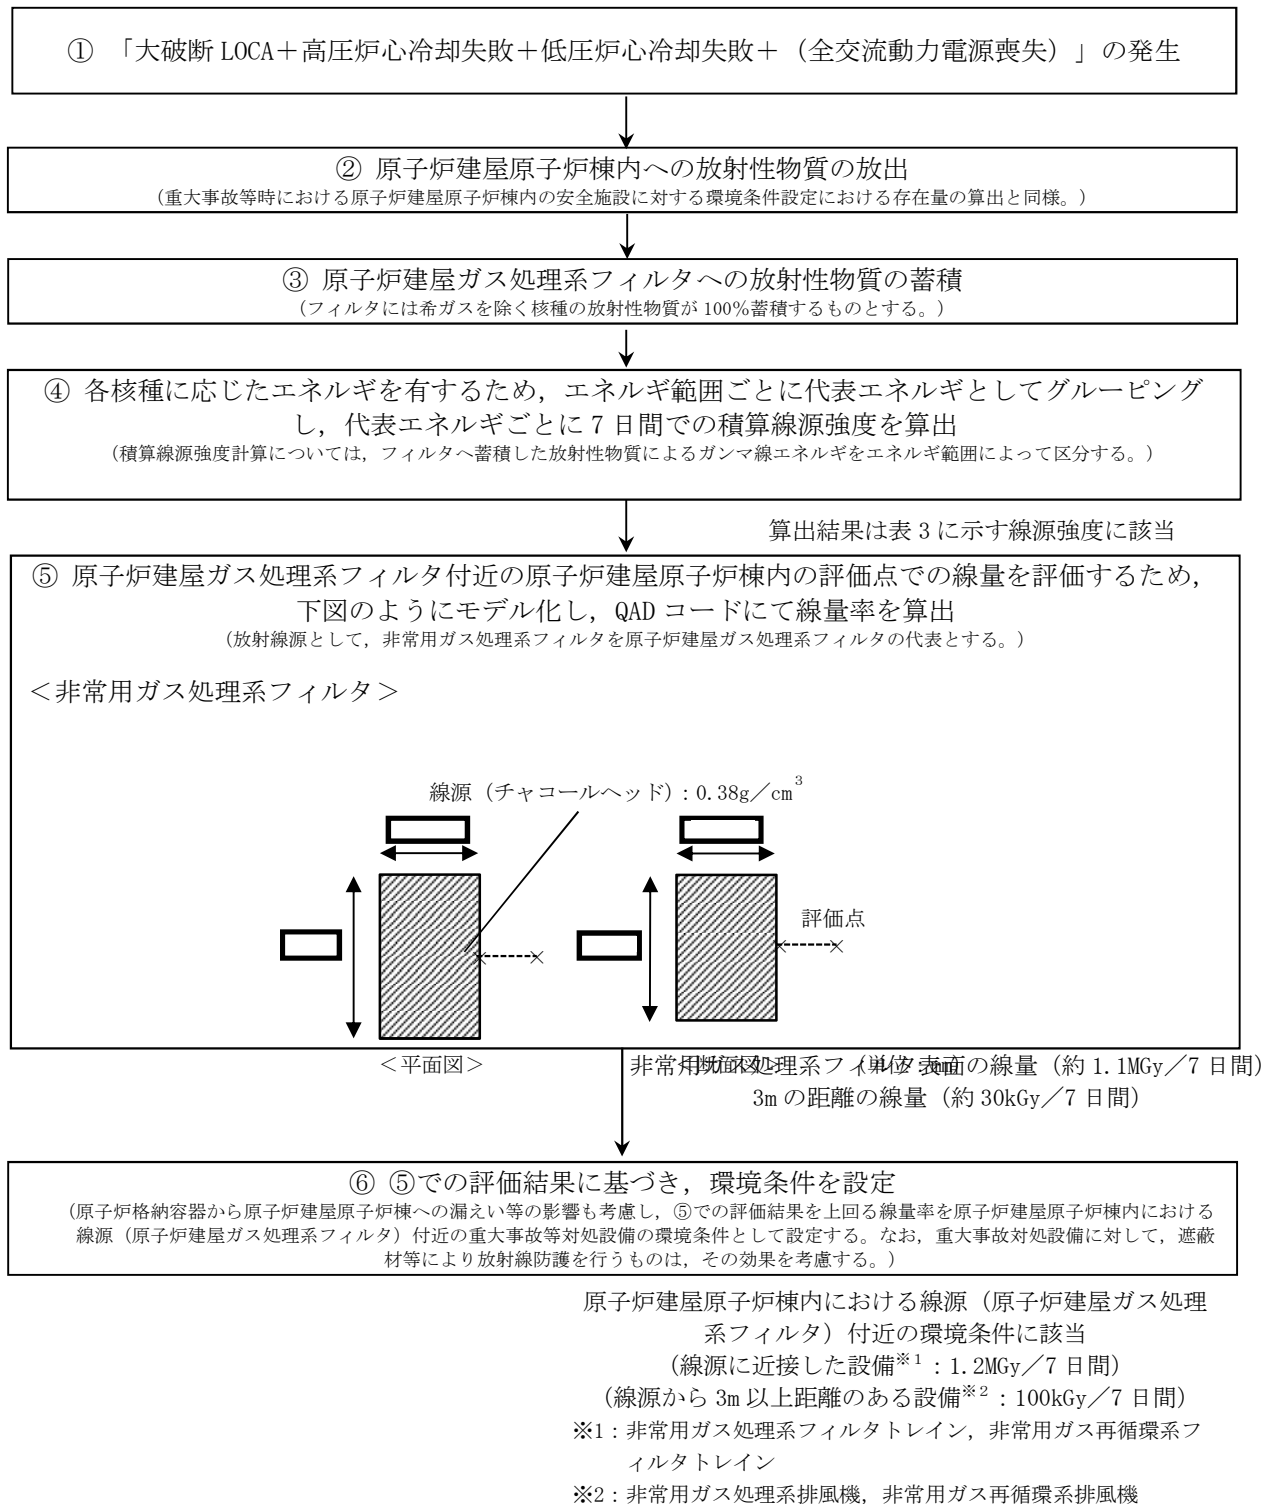 ① 「大破断 LOCA＋高圧炉心冷却失敗＋低圧炉心冷却失敗＋（全交流動力電源喪失）」の発生
② 原子炉建屋原子炉棟内への放射性物質の放出
（重大事故等時における原子炉建屋原子炉棟内の安全施設に対する環境条件設定における存在量の算出と同様。）
③ 原子炉建屋ガス処理系フィルタへの放射性物質の蓄積
（フィルタには希ガスを除く核種の放射性物質が 100％蓄積するものとする。）
④ 各核種に応じたエネルギを有するため，エネルギ範囲ごとに代表エネルギとしてグルーピング
し，代表エネルギごとに 7 日間での積算線源強度を算出
（積算線源強度計算については，フィルタへ蓄積した放射性物質によるガンマ線エネルギをエネルギ範囲によって区分する。）
算出結果は表 3 に示す線源強度に該当
⑤ 原子炉建屋ガス処理系フィルタ付近の原子炉建屋原子炉棟内の評価点での線量を評価するため，
下図のようにモデル化し，QAD コードにて線量率を算出
（放射線源として，非常用ガス処理系フィルタを原子炉建屋ガス処理系フィルタの代表とする。）
＜非常用ガス処理系フィルタ＞
線源（チャコールヘッド）：0.38g／cm³
評価点
＜平面図＞
非常用ガス処理系フィルタ表面の線量（約 1.1MGy／7 日間）
3m の距離の線量（約 30kGy／7 日間）
⑥ ⑤での評価結果に基づき，環境条件を設定
（原子炉格納容器から原子炉建屋原子炉棟への漏えい等の影響も考慮し，⑤での評価結果を上回る線量率を原子炉建屋原子炉棟内における
線源（原子炉建屋ガス処理系フィルタ）付近の重大事故等対処設備の環境条件として設定する。なお，重大事故対処設備に対して，遮蔽
材等により放射線防護を行うものは，その効果を考慮する。）
原子炉建屋原子炉棟内における線源（原子炉建屋ガス処理
系フィルタ）付近の環境条件に該当
（線源に近接した設備※1：1.2MGy／7 日間）
（線源から 3m 以上距離のある設備※2：100kGy／7 日間）
※1：非常用ガス処理系フィルタトレイン，非常用ガス再循環系フ
ィルタトレイン
※2：非常用ガス処理系排風機，非常用ガス再循環系排風機